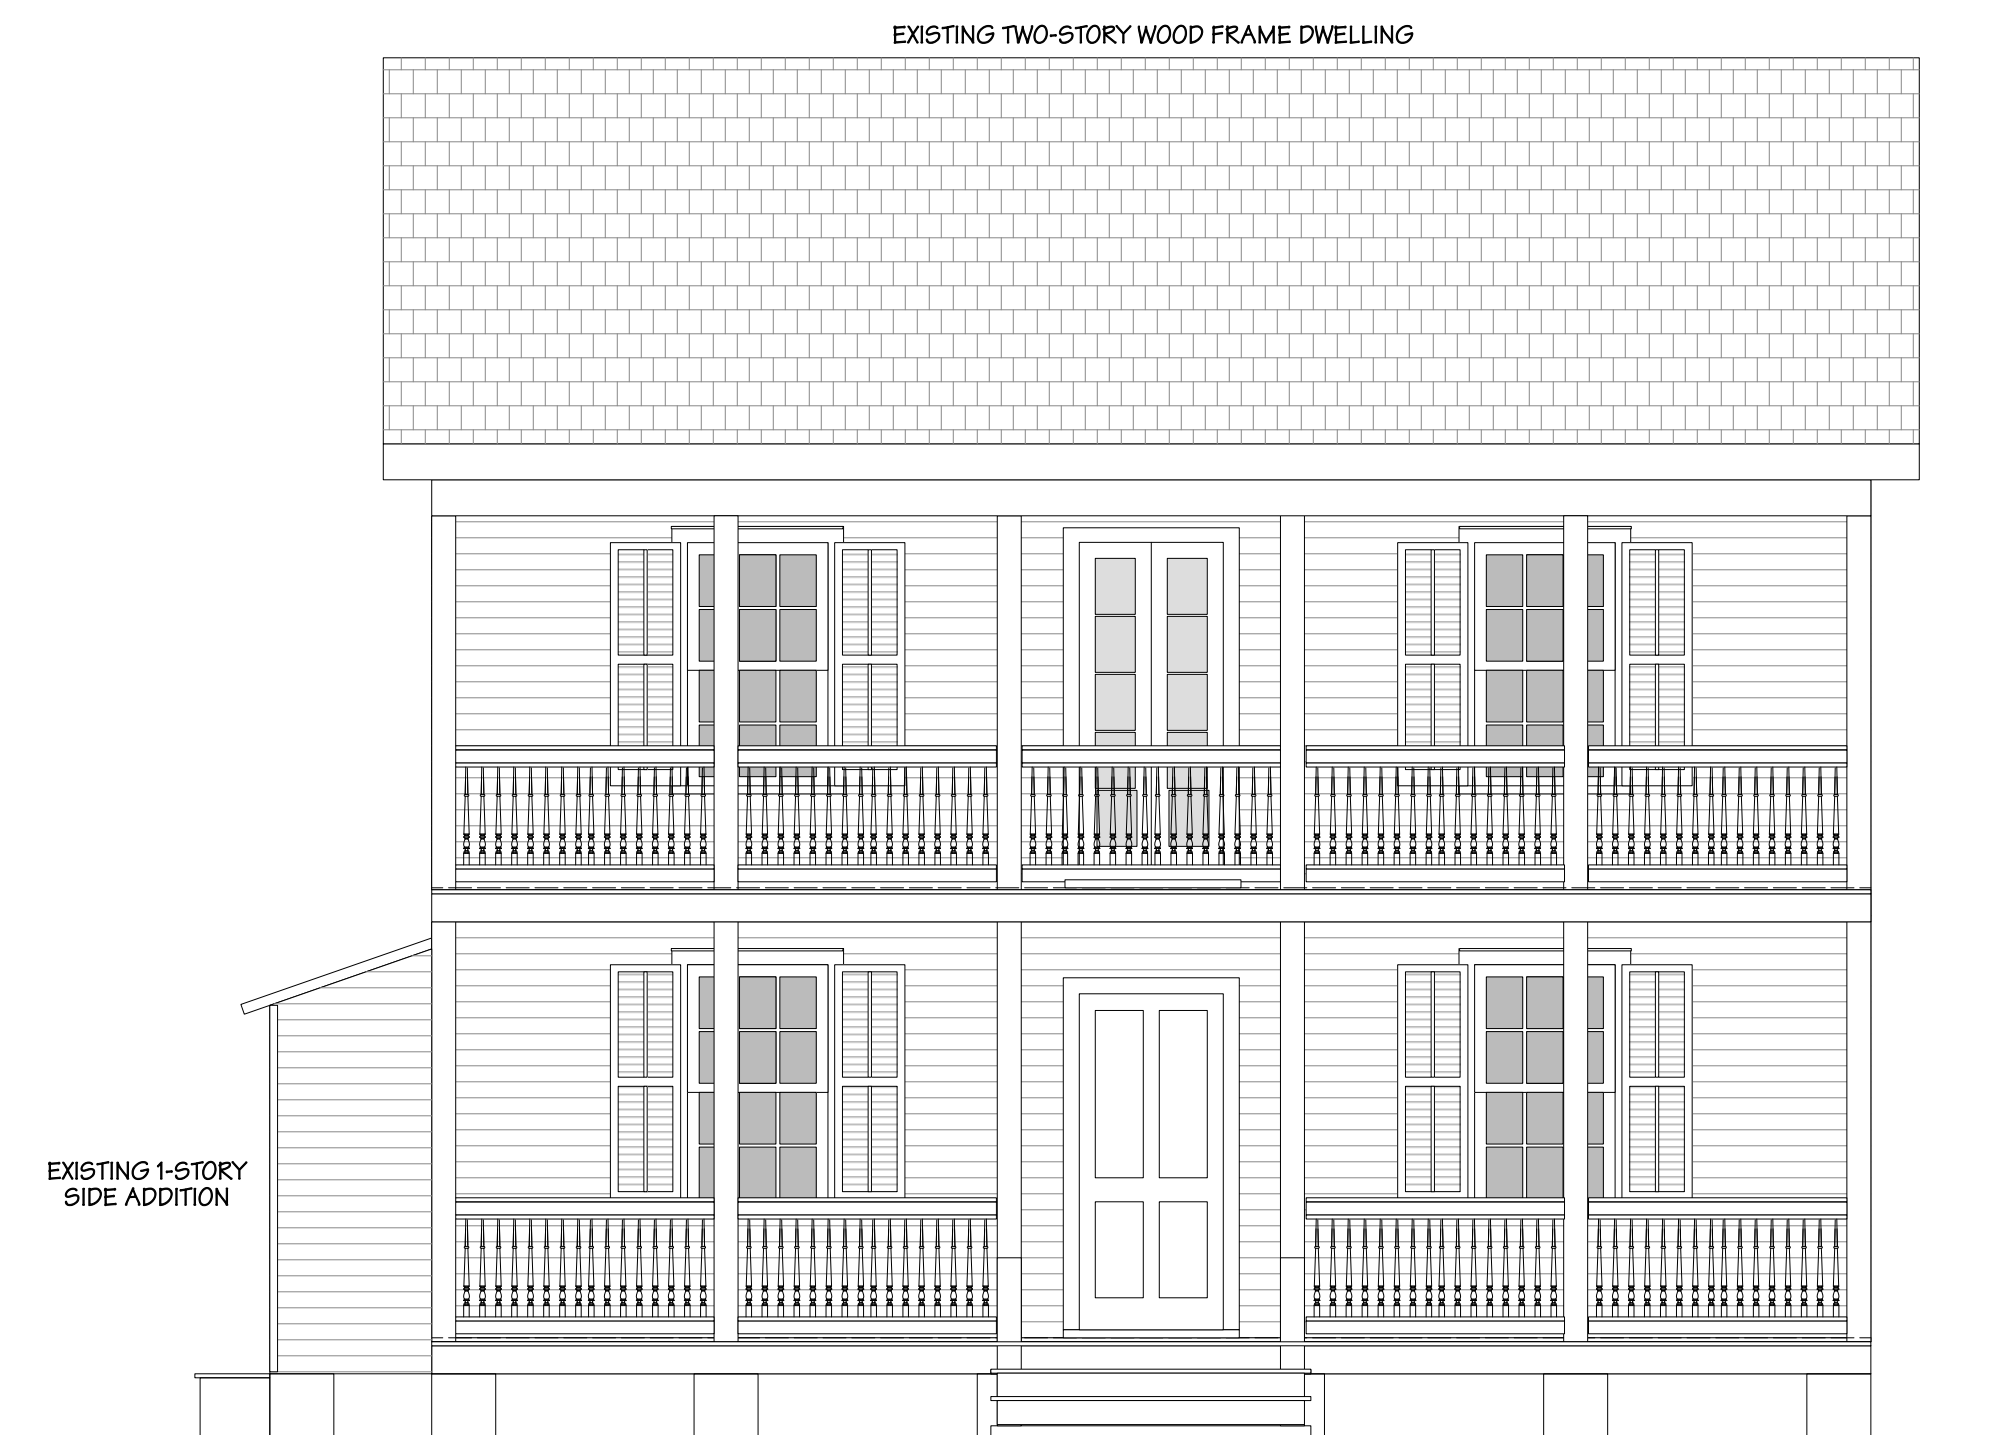 EXISTING TWO-STORY WOOD FRAME DWELLING
EXISTING 1-STORY
SIDE ADDITION